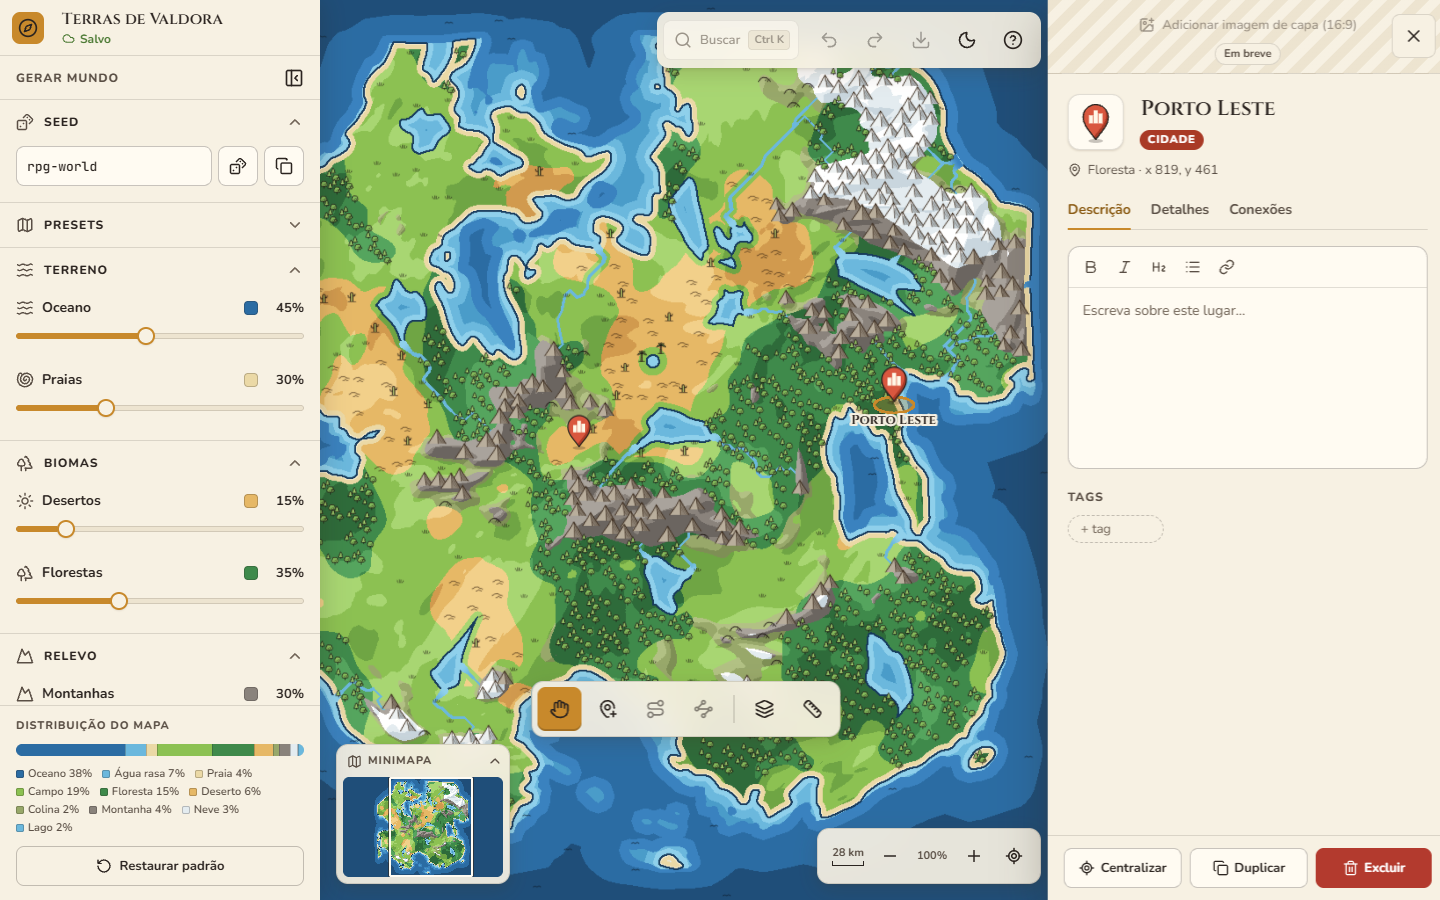 Terras de Valdora
Salvo
GERAR MUNDO
SEED
rpg-world
PRESETS
TERRENO
Oceano 45%
Praias 30%
BIOMAS
Desertos 15%
Florestas 35%
RELEVO
Montanhas 30%
DISTRIBUIÇÃO DO MAPA
Oceano 38% Água rasa 7% Praia 4%
Campo 19% Floresta 15% Deserto 6%
Colina 2% Montanha 4% Neve 3%
Lago 2%
Restaurar padrão
Buscar Ctrl K
Porto Leste
MINIMAPA
28 km 100%
Adicionar imagem de capa (16:9)
Em breve
Porto Leste
CIDADE
Floresta · x 819, y 461
Descrição Detalhes Conexões
B I H2
Escreva sobre este lugar...
TAGS
+ tag
Centralizar Duplicar Excluir